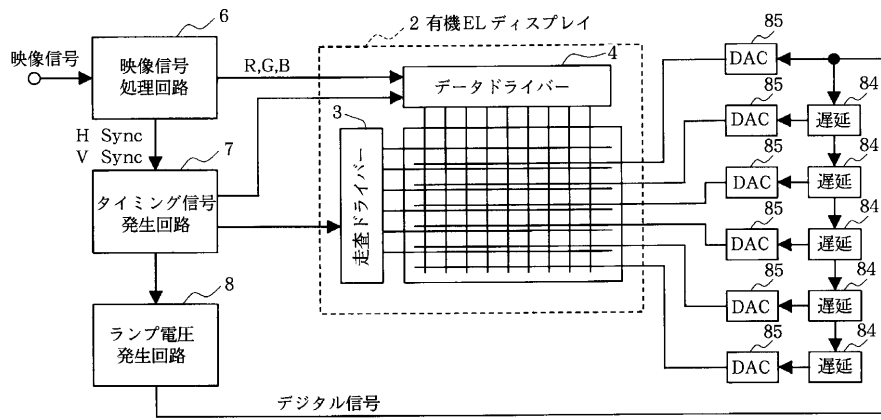 6
映像信号
映像信号
処理回路
R,G,B
H Sync
V Sync
7
タイミング信号
発生回路
8
ランプ電圧
発生回路
デジタル信号
2 有機ELディスプレイ
4
データドライバー
3
走査ドライバー
85
DAC
85
DAC
84
遅延
85
DAC
84
遅延
85
DAC
84
遅延
85
DAC
84
遅延
85
DAC
84
遅延